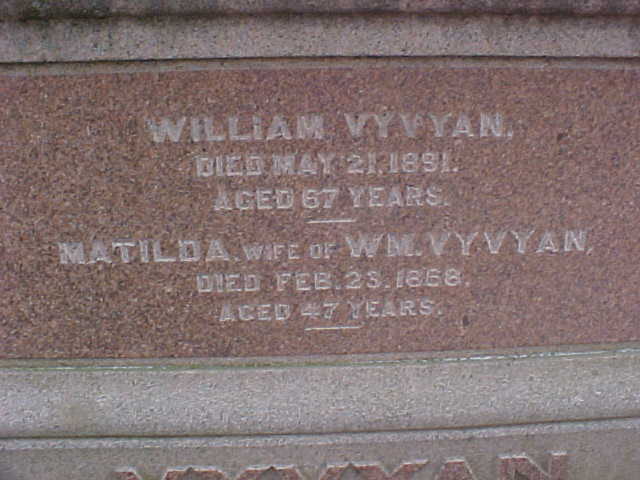 WILLIAM VYVYAN.
DIED MAY 21, 1891.
AGED 67 YEARS.
MATILDA, WIFE OF WM. VYVYAN,
DIED FEB. 23, 1868.
AGED 47 YEARS.
VYVYAN